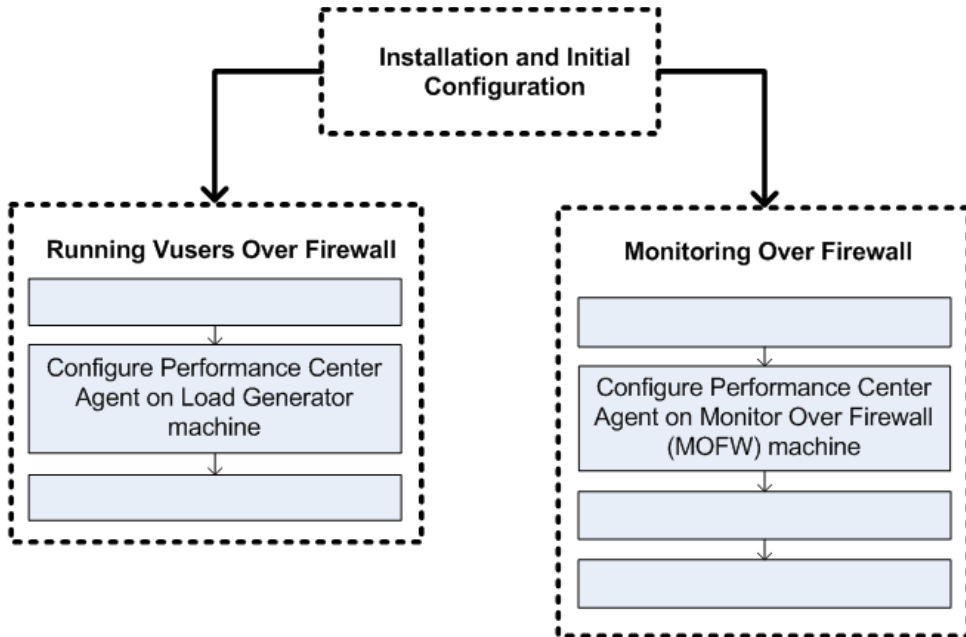 Installation and Initial
Configuration
Running Vusers Over Firewall
Configure Performance Center
Agent on Load Generator
machine
Monitoring Over Firewall
Configure Performance Center
Agent on Monitor Over Firewall
(MOFW) machine